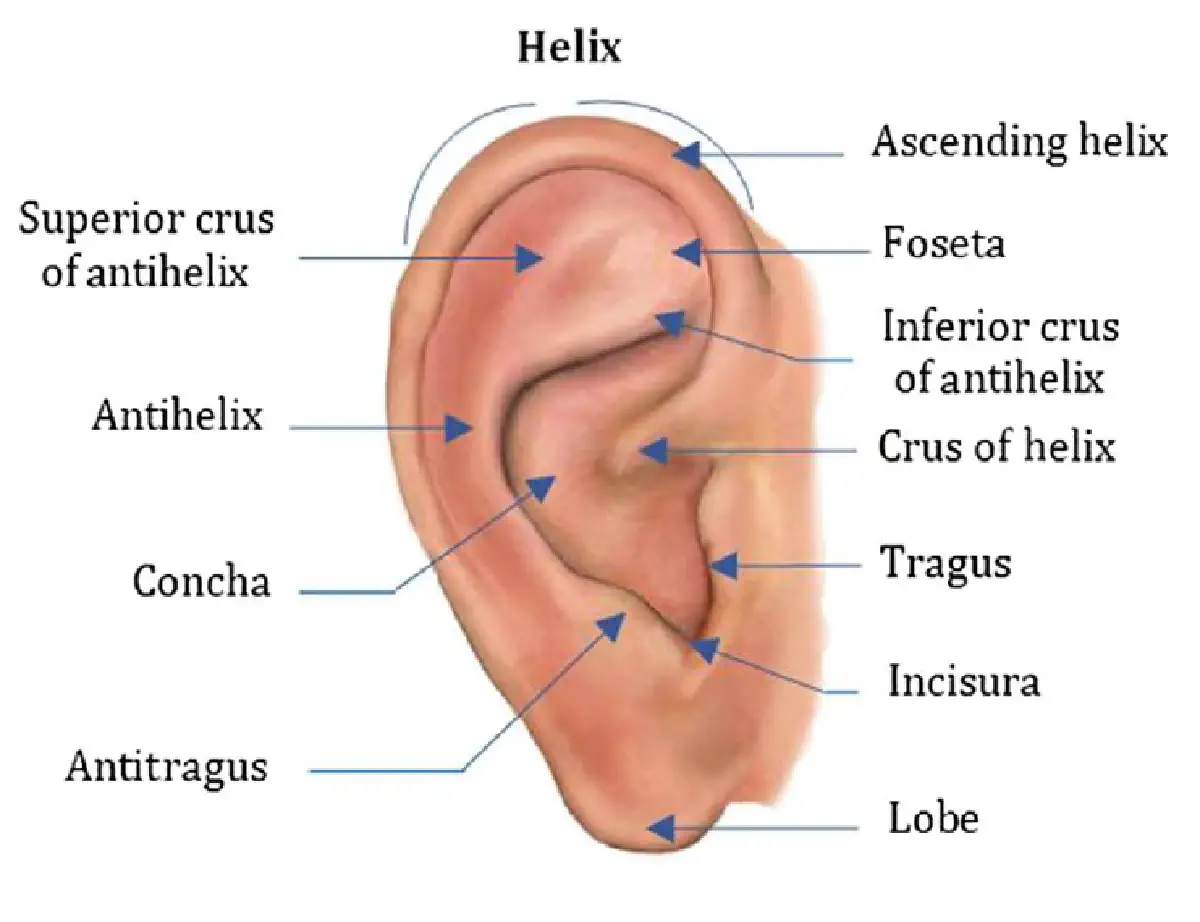 Helix
Ascending helix
Superior crus
of antihelix
Foseta
Inferior crus
of antihelix
Antihelix
Crus of helix
Concha
Tragus
Incisura
Antitragus
Lobe